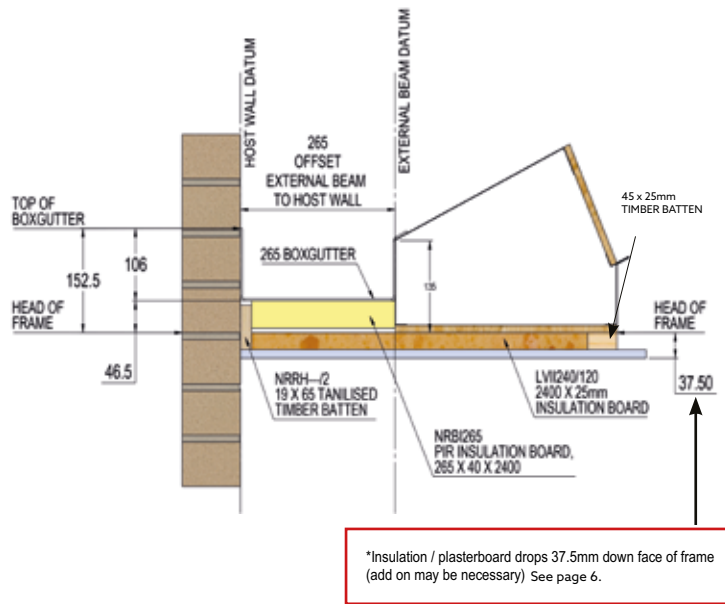 HOST WALL DATUM
EXTERNAL BEAM DATUM
265
OFFSET
EXTERNAL BEAM
TO HOST WALL
TOP OF
BOXGUTTER
152.5
106
265 BOXGUTTER
135
45 x 25mm
TIMBER BATTEN
HEAD OF
FRAME
HEAD OF
FRAME
46.5
37.50
NRRH—/2
19 X 65 TANILISED
TIMBER BATTEN
LVII240/120
2400 X 25mm
INSULATION BOARD
NRBI265
PIR INSULATION BOARD,
265 X 40 X 2400
*Insulation / plasterboard drops 37.5mm down face of frame
(add on may be necessary) See page 6.